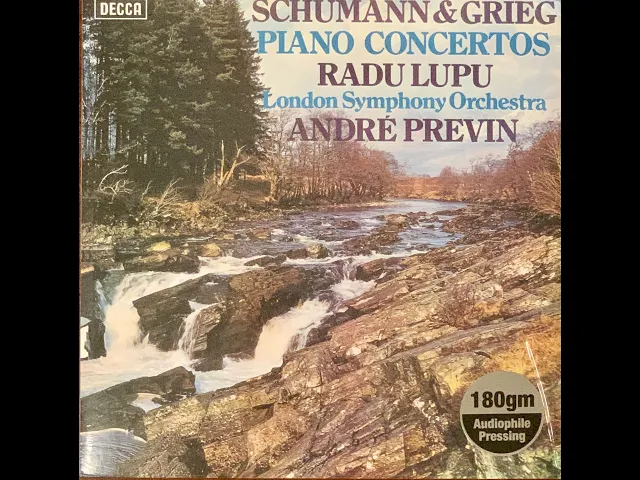 DECCA
SCHUMANN & GRIEG
PIANO CONCERTOS
RADU LUPU
London Symphony Orchestra
ANDRÉ PREVIN
180gm
Audiophile
Pressing